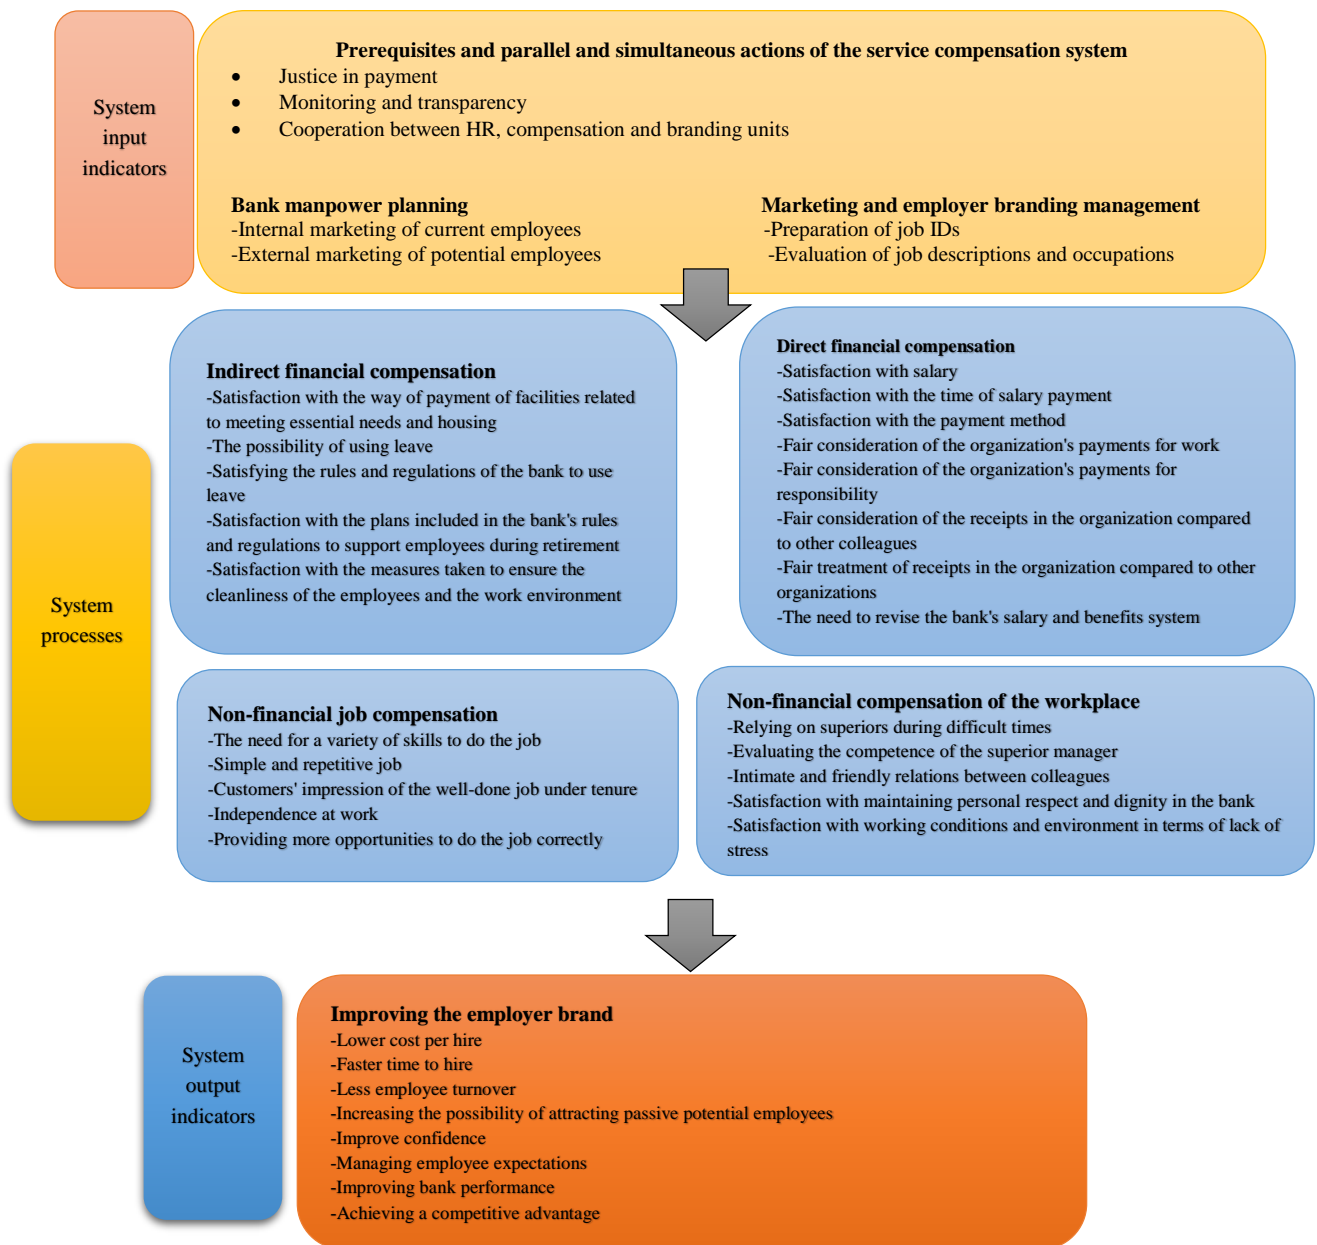 System
input
indicators
Prerequisites and parallel and simultaneous actions of the service compensation system
• Justice in payment
• Monitoring and transparency
• Cooperation between HR, compensation and branding units
Bank manpower planning
-Internal marketing of current employees
-External marketing of potential employees
Marketing and employer branding management
-Preparation of job IDs
-Evaluation of job descriptions and occupations
System
processes
Indirect financial compensation
-Satisfaction with the way of payment of facilities related
to meeting essential needs and housing
-The possibility of using leave
-Satisfying the rules and regulations of the bank to use
leave
-Satisfaction with the plans included in the bank's rules
and regulations to support employees during retirement
-Satisfaction with the measures taken to ensure the
cleanliness of the employees and the work environment
Direct financial compensation
-Satisfaction with salary
-Satisfaction with the time of salary payment
-Satisfaction with the payment method
-Fair consideration of the organization's payments for work
-Fair consideration of the organization's payments for
responsibility
-Fair consideration of the receipts in the organization compared
to other colleagues
-Fair treatment of receipts in the organization compared to other
organizations
-The need to revise the bank's salary and benefits system
Non-financial job compensation
-The need for a variety of skills to do the job
-Simple and repetitive job
-Customers' impression of the well-done job under tenure
-Independence at work
-Providing more opportunities to do the job correctly
Non-financial compensation of the workplace
-Relying on superiors during difficult times
-Evaluating the competence of the superior manager
-Intimate and friendly relations between colleagues
-Satisfaction with maintaining personal respect and dignity in the bank
-Satisfaction with working conditions and environment in terms of lack of
stress
System
output
indicators
Improving the employer brand
-Lower cost per hire
-Faster time to hire
-Less employee turnover
-Increasing the possibility of attracting passive potential employees
-Improve confidence
-Managing employee expectations
-Improving bank performance
-Achieving a competitive advantage